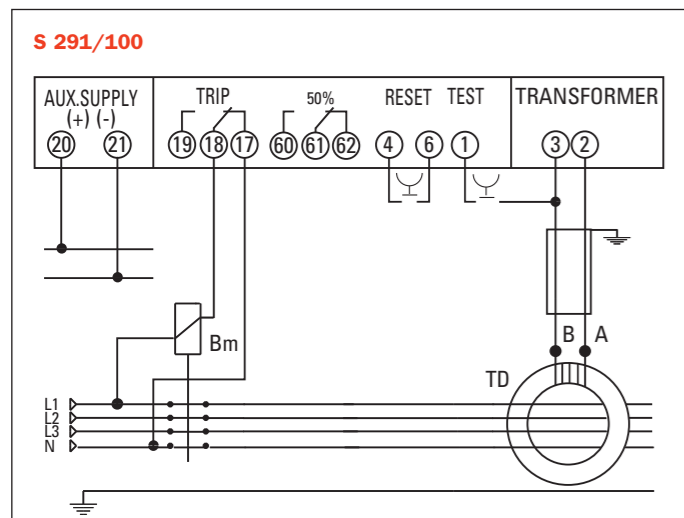 S 291/100
AUX.SUPPLY
(+) (-)
TRIP
50%
RESET
TEST
TRANSFORMER
20
21
19
18
17
60
61
62
4
6
1
3
2
Bm
B
A
TD
L1
L2
L3
N